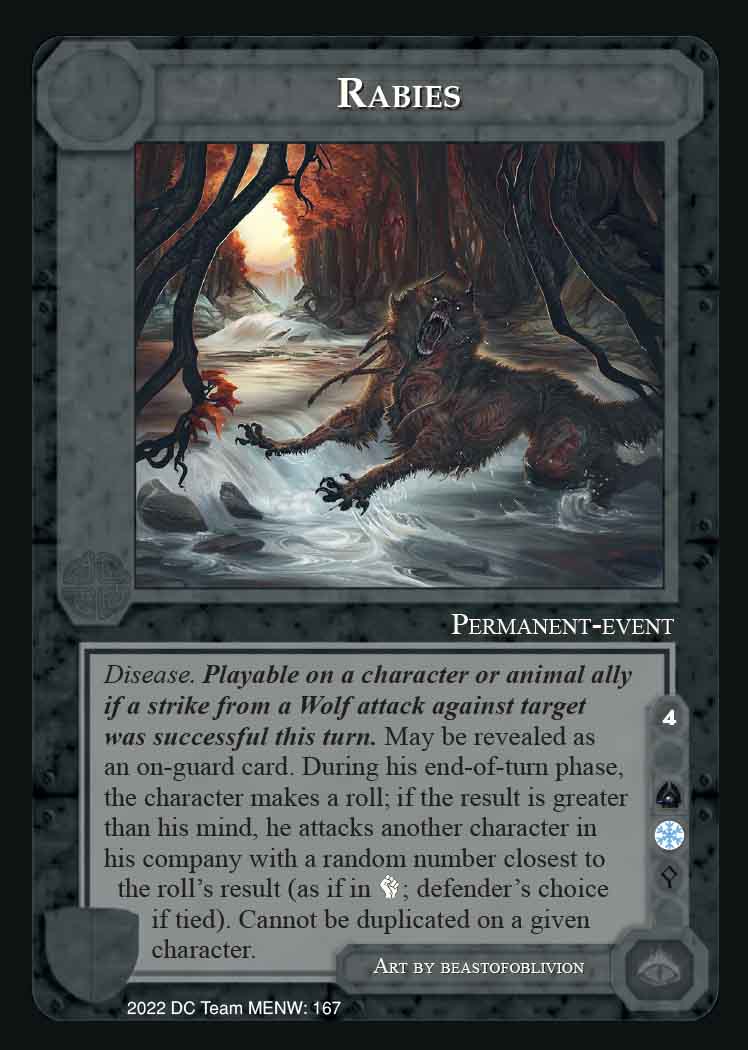 Rabies
Permanent-event
Disease. Playable on a character or animal ally
if a strike from a Wolf attack against target
was successful this turn. May be revealed as
an on-guard card. During his end-of-turn phase,
the character makes a roll; if the result is greater
than his mind, he attacks another character in
his company with a random number closest to
the roll’s result (as if in ; defender’s choice
if tied). Cannot be duplicated on a given
character.
4
Art by beastofoblivion
2022 DC Team MENW: 167